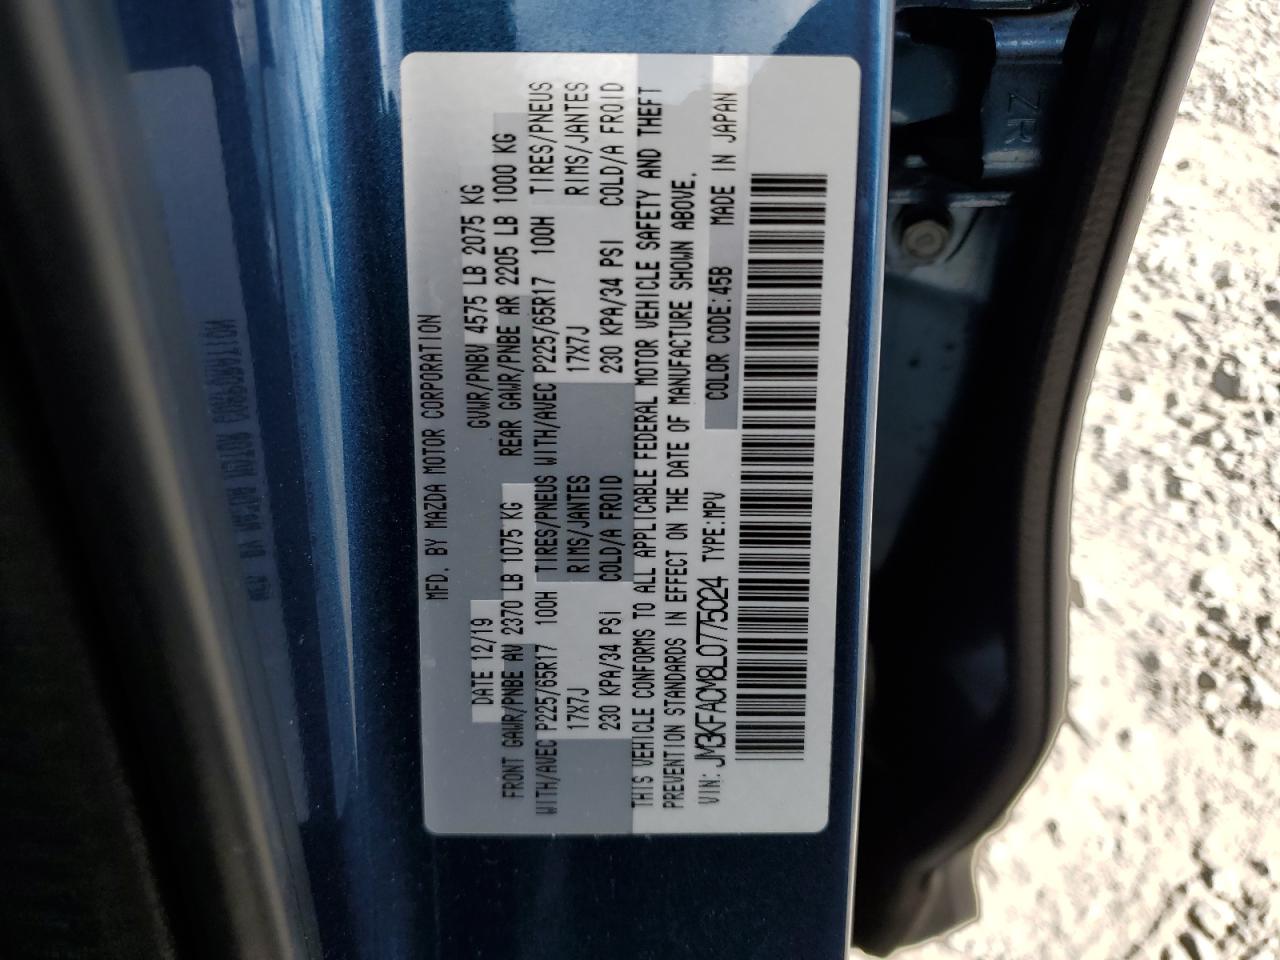 MFD. BY MAZDA MOTOR CORPORATION
DATE 12/19 GVWR/PNBV 4575 LB 2075 KG
FRONT GAWR/PNBE AV 2370 LB 1075 KG REAR GAWR/PNBE AR 2205 LB 1000 KG
WITH/AVEC P225/65R17 100H TIRES/PNEUS WITH/AVEC P225/65R17 100H TIRES/PNEUS
17X7J RIMS/JANTES 17X7J RIMS/JANTES
230 KPA/34 PSI COLD/A FROID 230 KPA/34 PSI COLD/A FROID
THIS VEHICLE CONFORMS TO ALL APPLICABLE FEDERAL MOTOR VEHICLE SAFETY AND THEFT
PREVENTION STANDARDS IN EFFECT ON THE DATE OF MANUFACTURE SHOWN ABOVE.
VIN: JM3KFACM8L0775024 TYPE:MPV COLOR CODE:45B MADE IN JAPAN
ZR